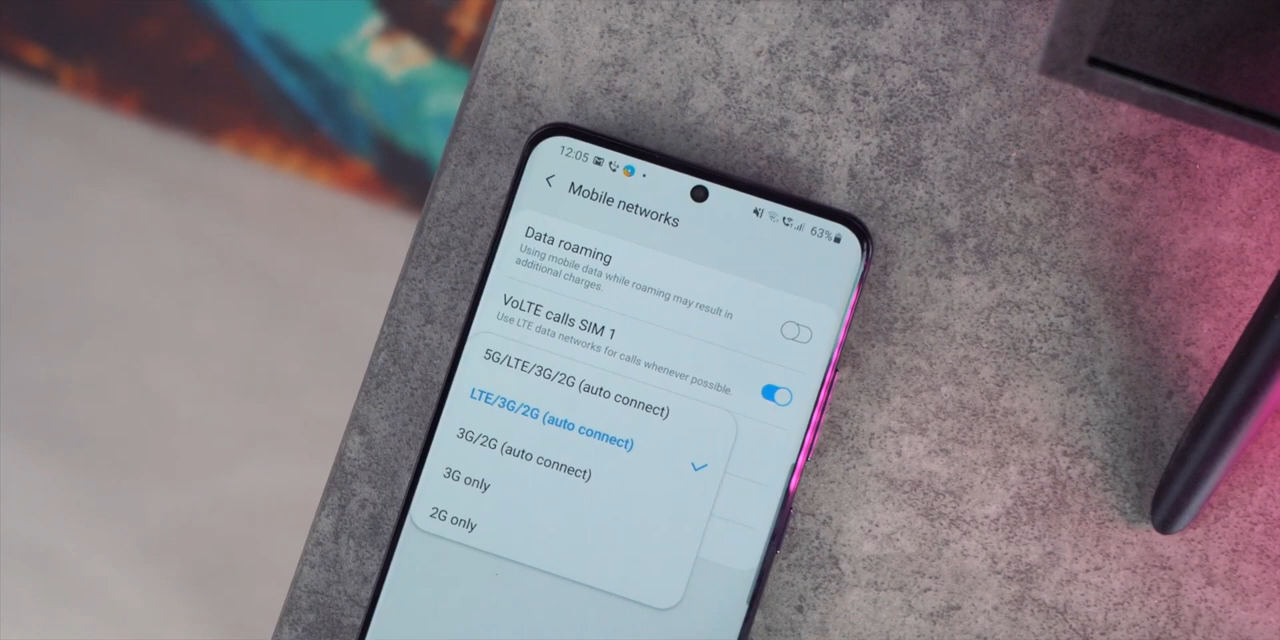 12:05
63%
Mobile networks
Data roaming
Using mobile data while roaming may result in
additional charges.
VoLTE calls SIM 1
Use LTE data networks for calls whenever possible.
5G/LTE/3G/2G (auto connect)
LTE/3G/2G (auto connect)
3G/2G (auto connect)
3G only
2G only